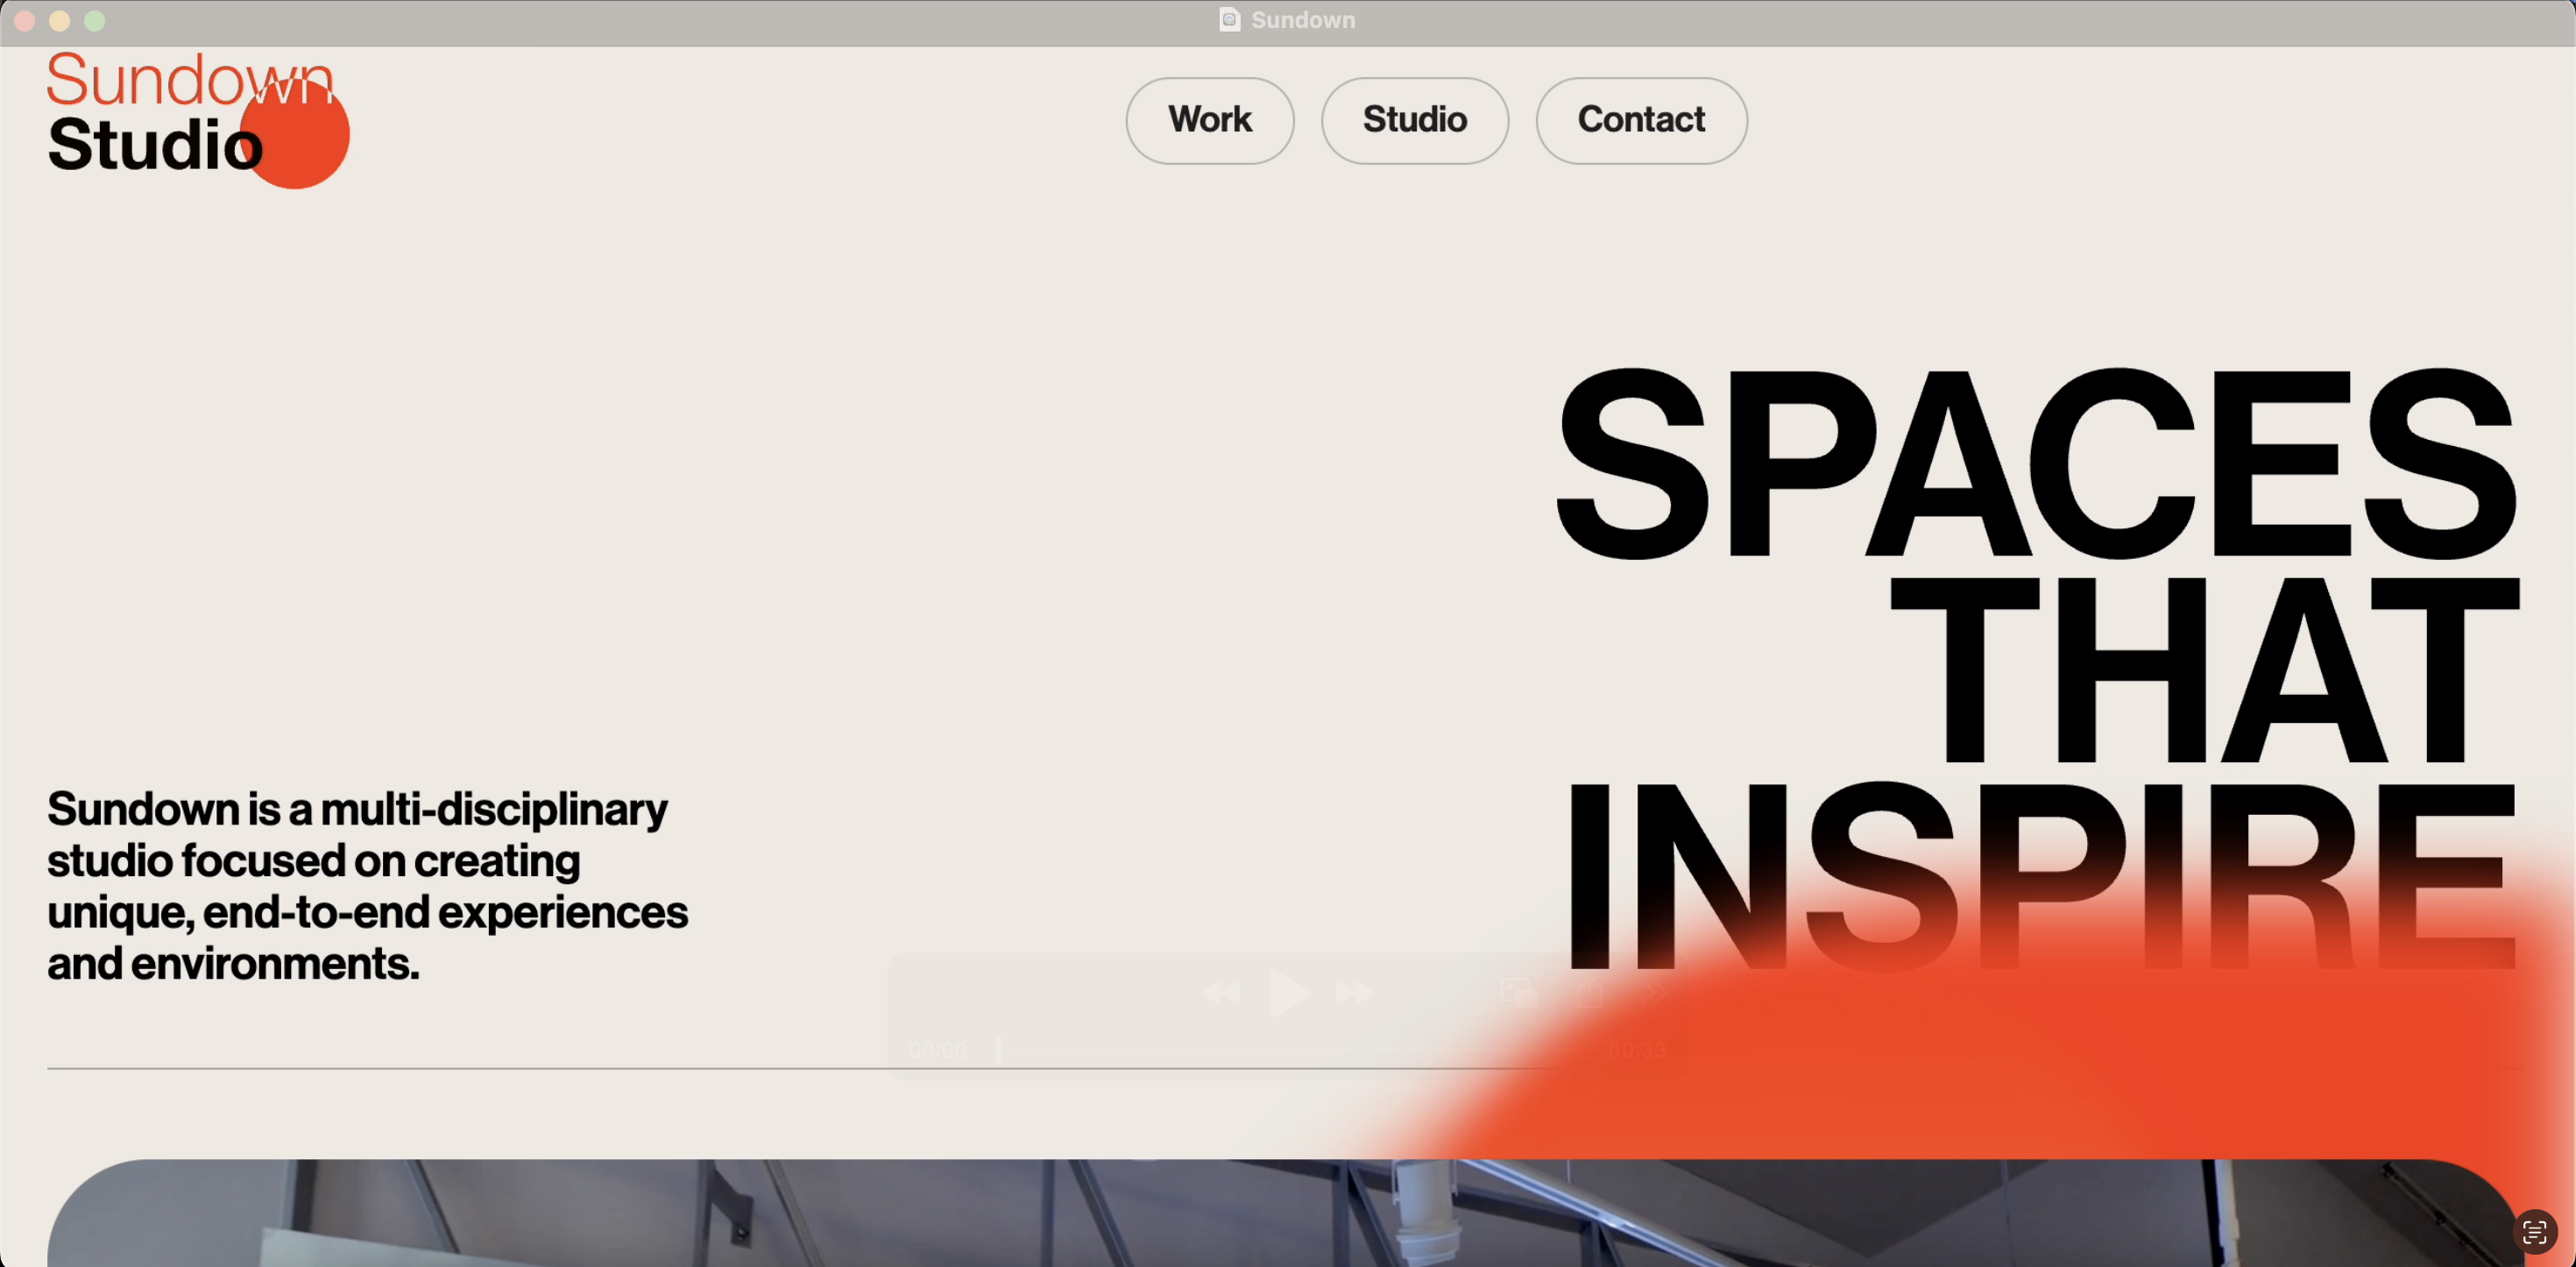 Sundown
Sundown
Studio
Work
Studio
Contact
SPACES
THAT
INSPIRE
Sundown is a multi-disciplinary
studio focused on creating
unique, end-to-end experiences
and environments.
00:00
00:33